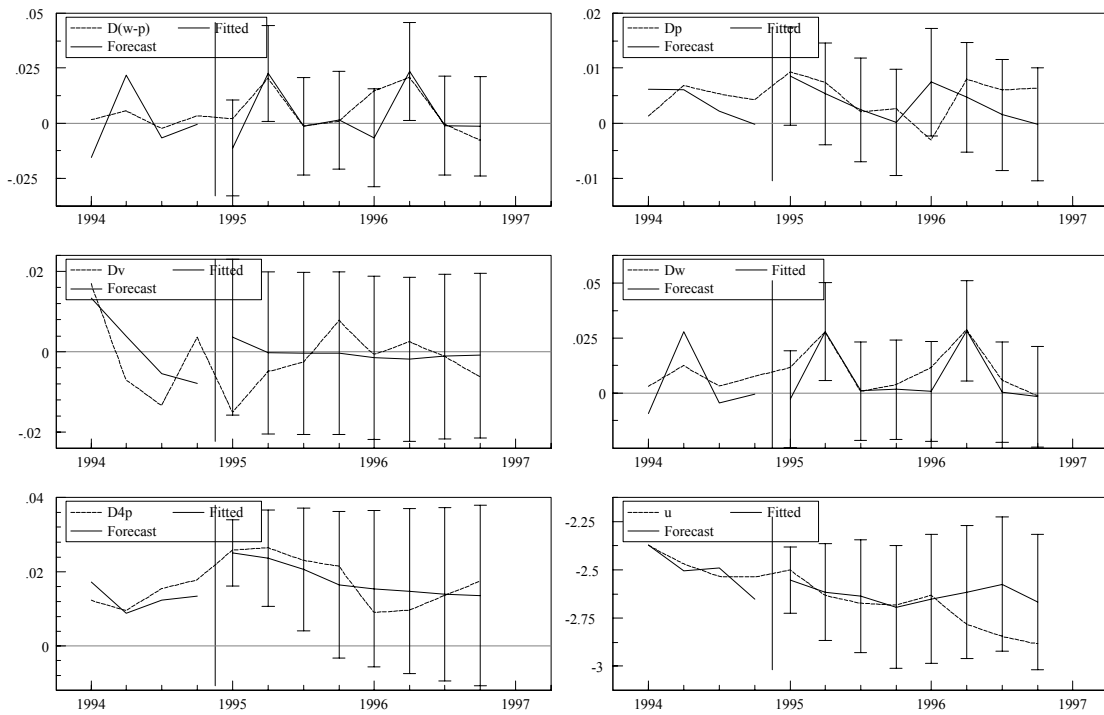 .05
D(w-p) Fitted
Forecast
.025
0
-.025
1994 1995 1996 1997
.02
Dp Fitted
Forecast
.01
0
-.01
1994 1995 1996 1997
Dv Fitted
Forecast
.02
0
-.02
1994 1995 1996 1997
.05
Dw Fitted
Forecast
.025
0
1994 1995 1996 1997
.04
D4p Fitted
Forecast
.02
0
1994 1995 1996 1997
u Fitted
Forecast
-2.25
-2.5
-2.75
-3
1994 1995 1996 1997